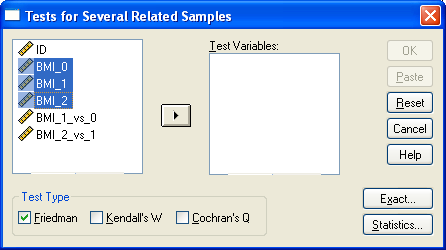 Tests for Several Related Samples
ID
BMI_0
BMI_1
BMI_2
BMI_1_vs_0
BMI_2_vs_1
Test Variables:
OK
Paste
Reset
Cancel
Help
Test Type
Friedman
Kendall's W
Cochran's Q
Exact...
Statistics...